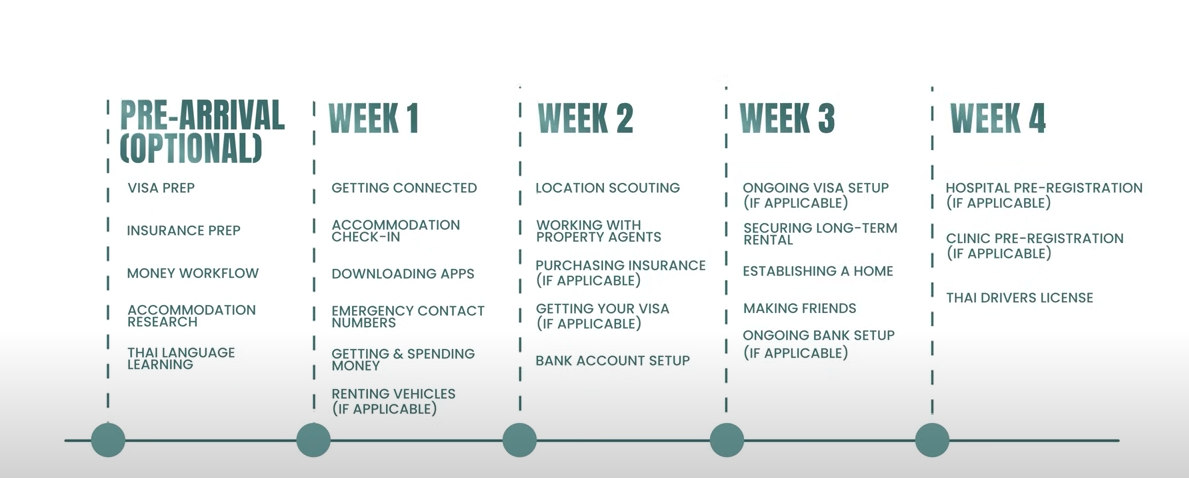 PRE-ARRIVAL
(OPTIONAL)
VISA PREP
INSURANCE PREP
MONEY WORKFLOW
ACCOMMODATION
RESEARCH
THAI LANGUAGE
LEARNING
WEEK 1
GETTING CONNECTED
ACCOMMODATION
CHECK-IN
DOWNLOADING APPS
EMERGENCY CONTACT
NUMBERS
GETTING & SPENDING
MONEY
RENTING VEHICLES
(IF APPLICABLE)
WEEK 2
LOCATION SCOUTING
WORKING WITH
PROPERTY AGENTS
PURCHASING INSURANCE
(IF APPLICABLE)
GETTING YOUR VISA
(IF APPLICABLE)
BANK ACCOUNT SETUP
WEEK 3
ONGOING VISA SETUP
(IF APPLICABLE)
SECURING LONG-TERM
RENTAL
ESTABLISHING A HOME
MAKING FRIENDS
ONGOING BANK SETUP
(IF APPLICABLE)
WEEK 4
HOSPITAL PRE-REGISTRATION
(IF APPLICABLE)
CLINIC PRE-REGISTRATION
(IF APPLICABLE)
THAI DRIVERS LICENSE